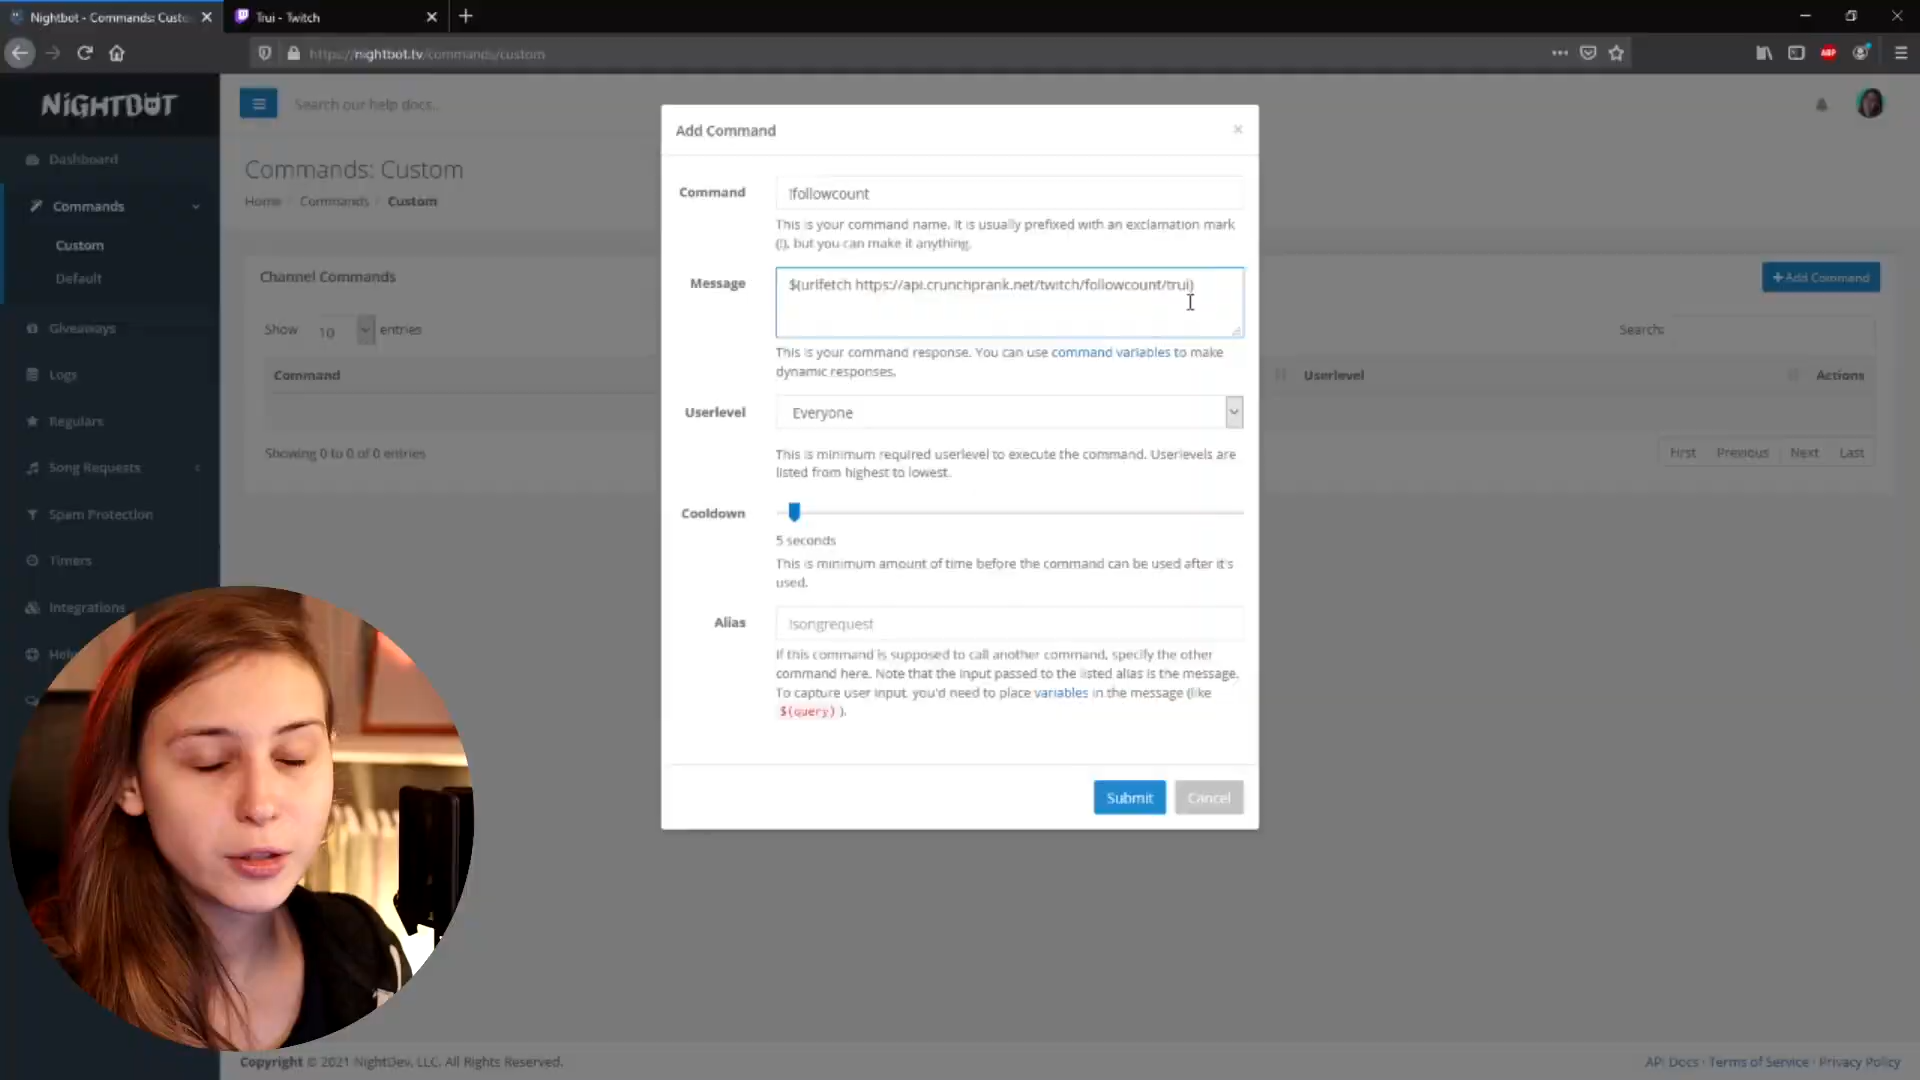 Nightbot - Commands: Custo
Trui - Twitch
https://nightbot.tv/commands/custom
ABP
NiGHTBOT
Search our help docs...
Dashboard
Commands
Custom
Default
Giveaways
Logs
Regulars
Song Requests
Spam Protection
Timers
Integrations
Help
Commands: Custom
Home / Commands / Custom
Channel Commands
+Add Command
Show 10 entries
Search:
Command
Userlevel
Actions
Showing 0 to 0 of 0 entries
First Previous Next Last
Add Command
×
Command
!followcount
This is your command name. It is usually prefixed with an exclamation mark
(!), but you can make it anything.
Message
$(urlfetch https://api.crunchprank.net/twitch/followcount/trui)
This is your command response. You can use command variables to make
dynamic responses.
Userlevel
Everyone
This is minimum required userlevel to execute the command. Userlevels are
listed from highest to lowest.
Cooldown
5 seconds
This is minimum amount of time before the command can be used after it's
used.
Alias
!songrequest
If this command is supposed to call another command, specify the other
command here. Note that the input passed to the listed alias is the message.
To capture user input, you'd need to place variables in the message (like
$(query) ).
Submit
Cancel
Copyright © 2021 NightDev, LLC. All Rights Reserved.
API Docs · Terms of Service · Privacy Policy